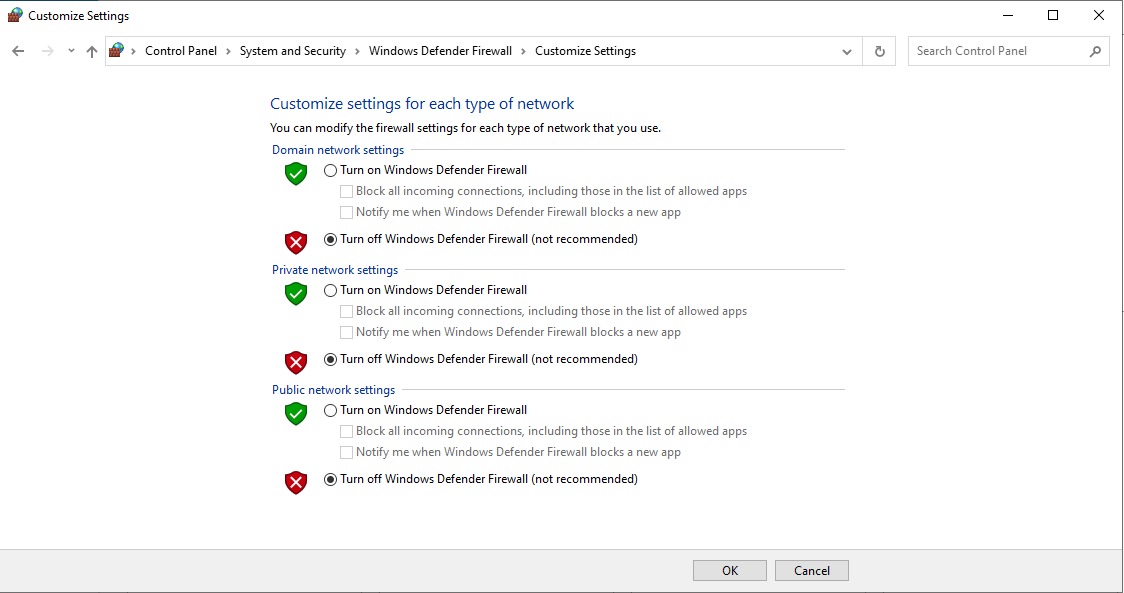 Customize Settings
Control Panel > System and Security > Windows Defender Firewall > Customize Settings
Search Control Panel
Customize settings for each type of network
You can modify the firewall settings for each type of network that you use.
Domain network settings
Turn on Windows Defender Firewall
Block all incoming connections, including those in the list of allowed apps
Notify me when Windows Defender Firewall blocks a new app
Turn off Windows Defender Firewall (not recommended)
Private network settings
Turn on Windows Defender Firewall
Block all incoming connections, including those in the list of allowed apps
Notify me when Windows Defender Firewall blocks a new app
Turn off Windows Defender Firewall (not recommended)
Public network settings
Turn on Windows Defender Firewall
Block all incoming connections, including those in the list of allowed apps
Notify me when Windows Defender Firewall blocks a new app
Turn off Windows Defender Firewall (not recommended)
OK
Cancel